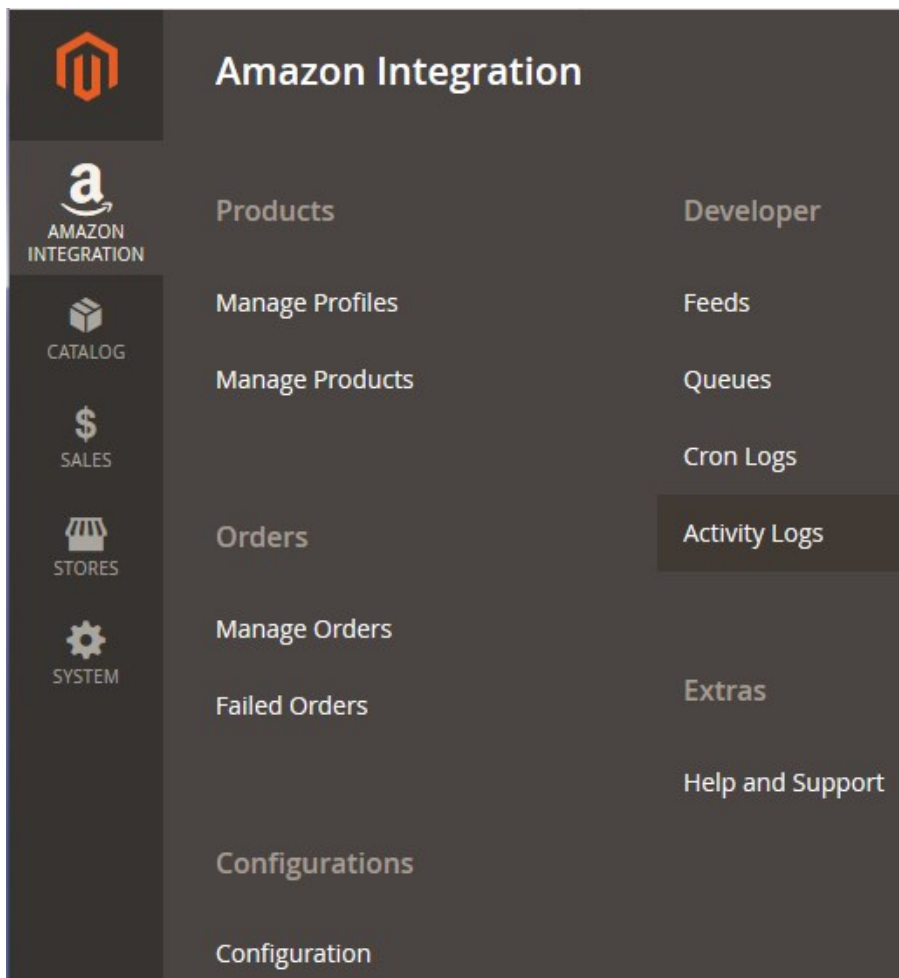 Amazon Integration
a
AMAZON
INTEGRATION
CATALOG
$
SALES
STORES
SYSTEM
Products
Manage Profiles
Manage Products
Orders
Manage Orders
Failed Orders
Configurations
Configuration
Developer
Feeds
Queues
Cron Logs
Activity Logs
Extras
Help and Support